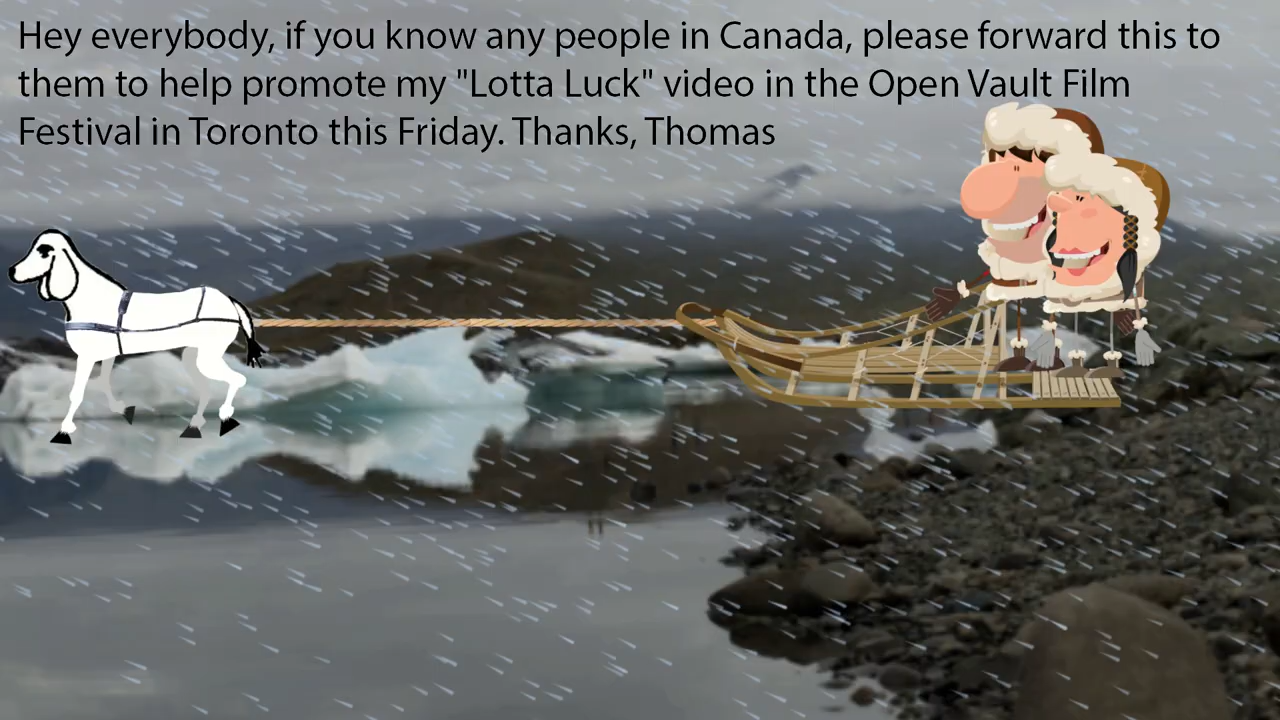 Hey everybody, if you know any people in Canada, please forward this to
them to help promote my "Lotta Luck" video in the Open Vault Film
Festival in Toronto this Friday. Thanks, Thomas